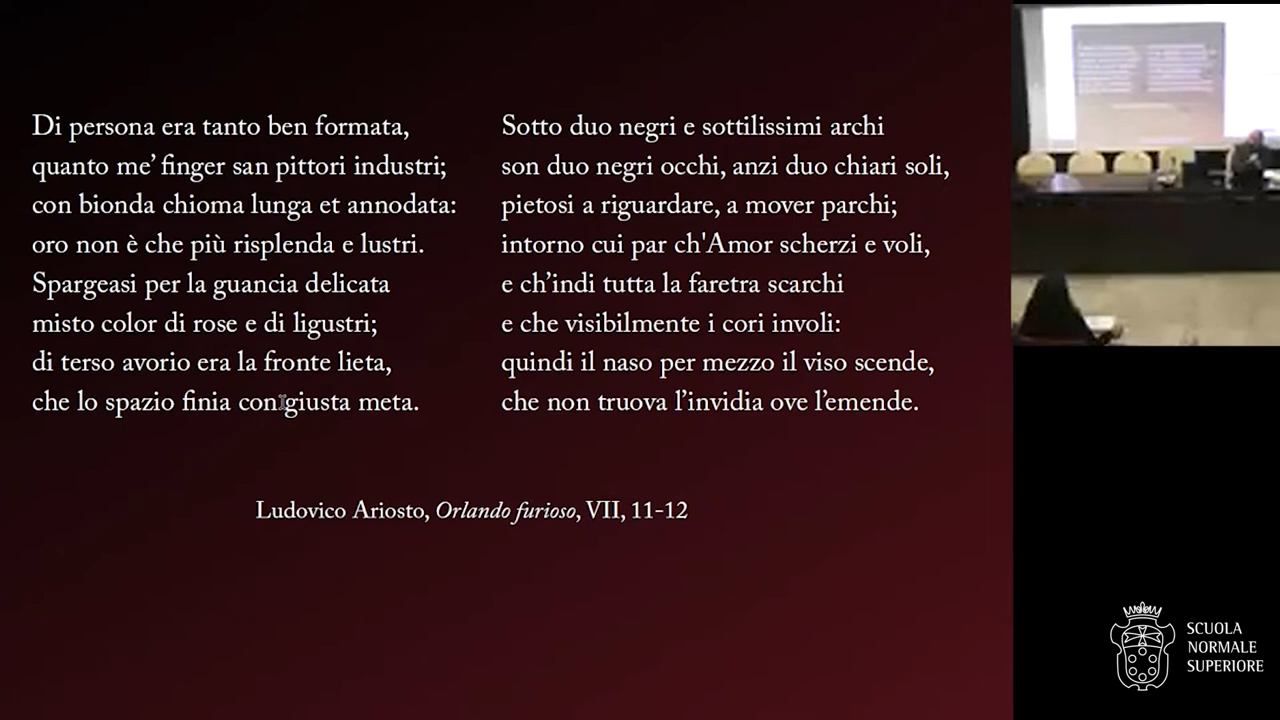 Di persona era tanto ben formata,
quanto me’ finger san pittori industri;
con bionda chioma lunga et annodata:
oro non è che più risplenda e lustri.
Spargeasi per la guancia delicata
misto color di rose e di ligustri;
di terso avorio era la fronte lieta,
che lo spazio finia con giusta meta.
Sotto duo negri e sottilissimi archi
son duo negri occhi, anzi duo chiari soli,
pietosi a riguardare, a mover parchi;
intorno cui par ch'Amor scherzi e voli,
e ch’indi tutta la faretra scarchi
e che visibilmente i cori involi:
quindi il naso per mezzo il viso scende,
che non truova l’invidia ove l’emende.
Ludovico Ariosto, Orlando furioso, VII, 11-12
SCUOLA
NORMALE
SUPERIORE